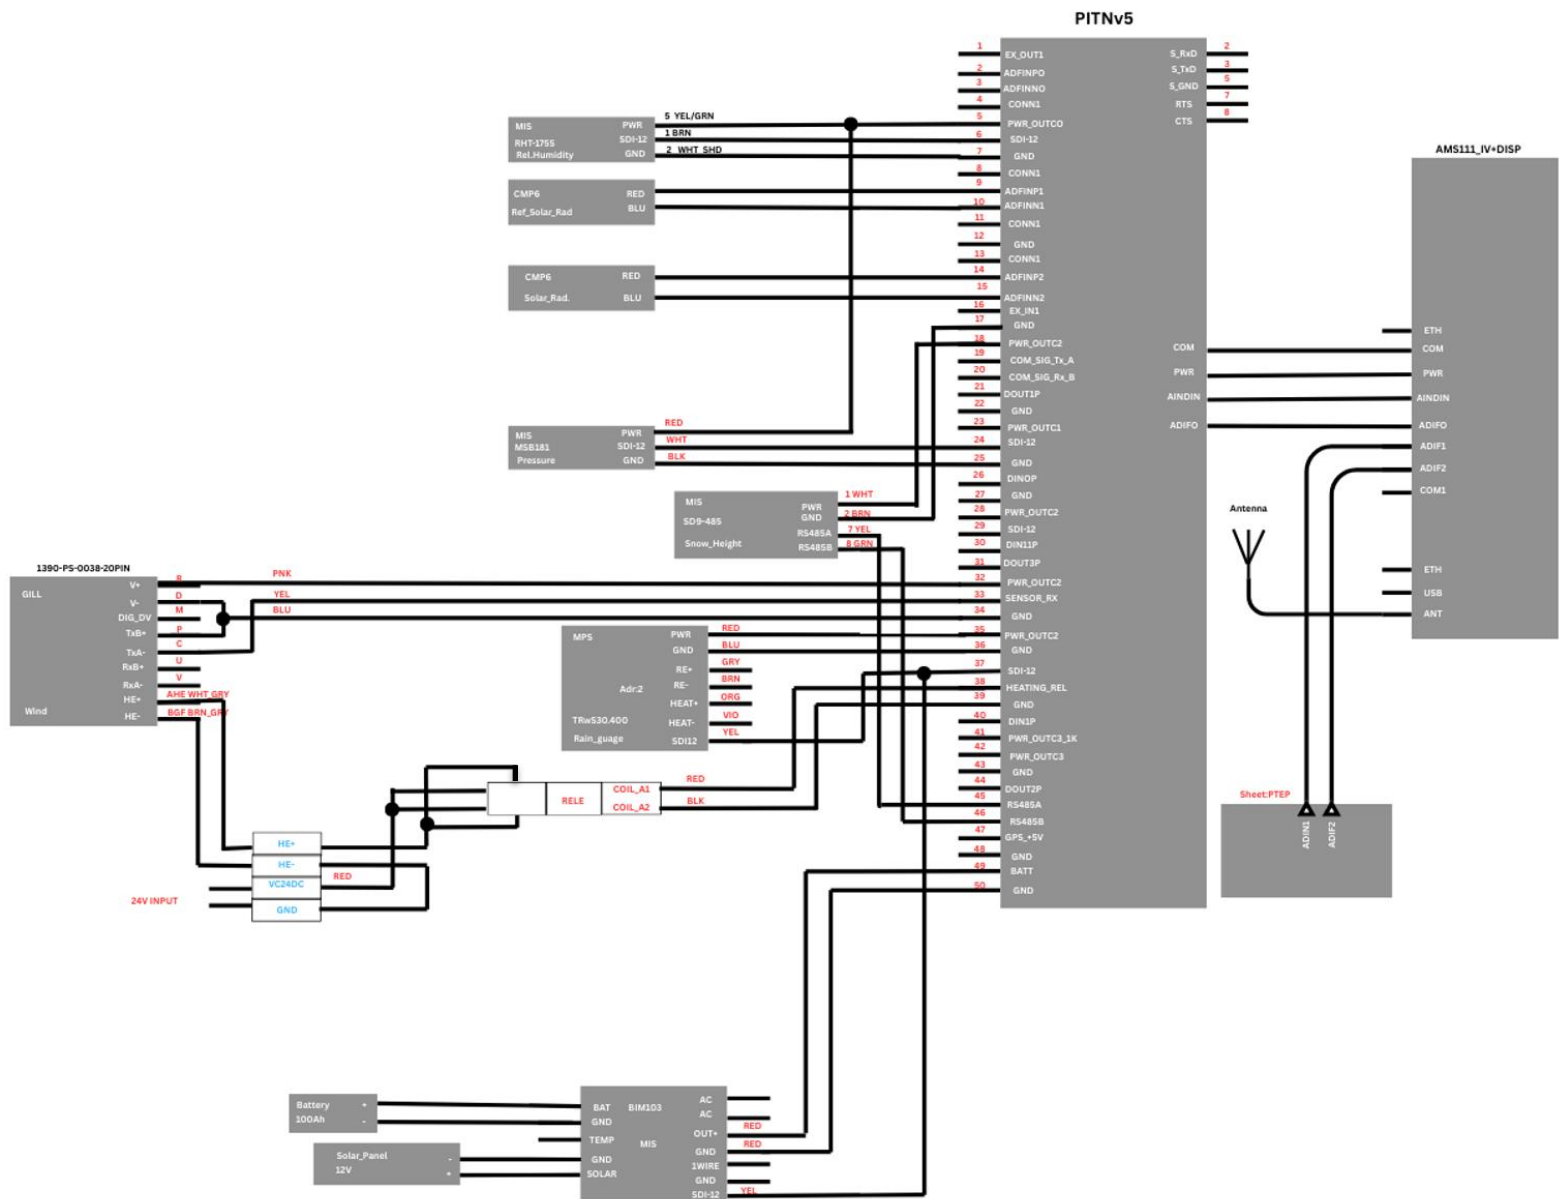 PITNv5
1 EX_OUT1
2 ADFINPO
3 ADFINNO
4 CONN1
5 PWR_OUTCO
6 SDI-12
7 GND
8 CONN1
9 ADFINP1
10 ADFINN1
11 CONN1
12 GND
13 CONN1
14 ADFINP2
15 ADFINN2
16 EX_IN1
17 GND
18 PWR_OUTC2
19 COM_SIG_Tx_A
20 COM_SIG_Rx_B
21 DOUT1P
22 GND
23 PWR_OUTC1
24 SDI-12
25 GND
26 DINOP
27 GND
28 PWR_OUTC2
29 SDI-12
30 DIN11P
31 DOUT3P
32 PWR_OUTC2
33 SENSOR_RX
34 GND
35 PWR_OUTC2
36 GND
37 SDI-12
38 HEATING_REL
39 GND
40 DIN1P
41 PWR_OUTC3_1K
42 PWR_OUTC3
43 GND
44 DOUT2P
45 RS485A
46 RS485B
47 GPS_+5V
48 GND
49 BATT
50 GND
S_RxD 2
S_TxD 3
S_GND 5
RTS 7
CTS 8
COM
PWR
AINDIN
ADIFO
AMS111_IV+DISP
ETH
COM
PWR
AINDIN
ADIFO
ADIF1
ADIF2
COM1
ETH
USB
ANT
Antenna
Sheet:PTEP
ADIN1
ADIF2
MIS
RHT-1755
Rel.Humidity
PWR 5 YEL/GRN
SDI-12 1 BRN
GND 2 WHT SHD
CMP6
Ref_Solar_Rad
RED
BLU
CMP6
Solar_Rad.
RED
BLU
MIS
MSB181
Pressure
PWR RED
SDI-12 WHT
GND BLK
MIS
SD9-485
Snow_Height
PWR 1 WHT
GND 2 BRN
RS485A 7 YEL
RS485B 8 GRN
1390-PS-0038-20PIN
GILL
Wind
V+ R PNK
V- D YEL
DIG_DV M BLU
TxB+ P
TxA- C
RxB+ U
RxA- V
HE+ AHE WHT_GRY
HE- BGF BRN_GRY
MPS
Adr:2
TRwS30.400
Rain_guage
PWR RED
GND BLU
RE+ GRY
RE- BRN
HEAT+ ORG
HEAT- VIO
SDI12 YEL
RELE
COIL_A1 RED
COIL_A2 BLK
HE+
HE-
VC24DC RED
GND
24V INPUT
Battery +
100Ah -
Solar_Panel -
12V +
BIM103
MIS
BAT
GND
TEMP
GND
SOLAR
AC
AC
OUT+ RED
GND RED
1WIRE
GND
SDI-12 YEL